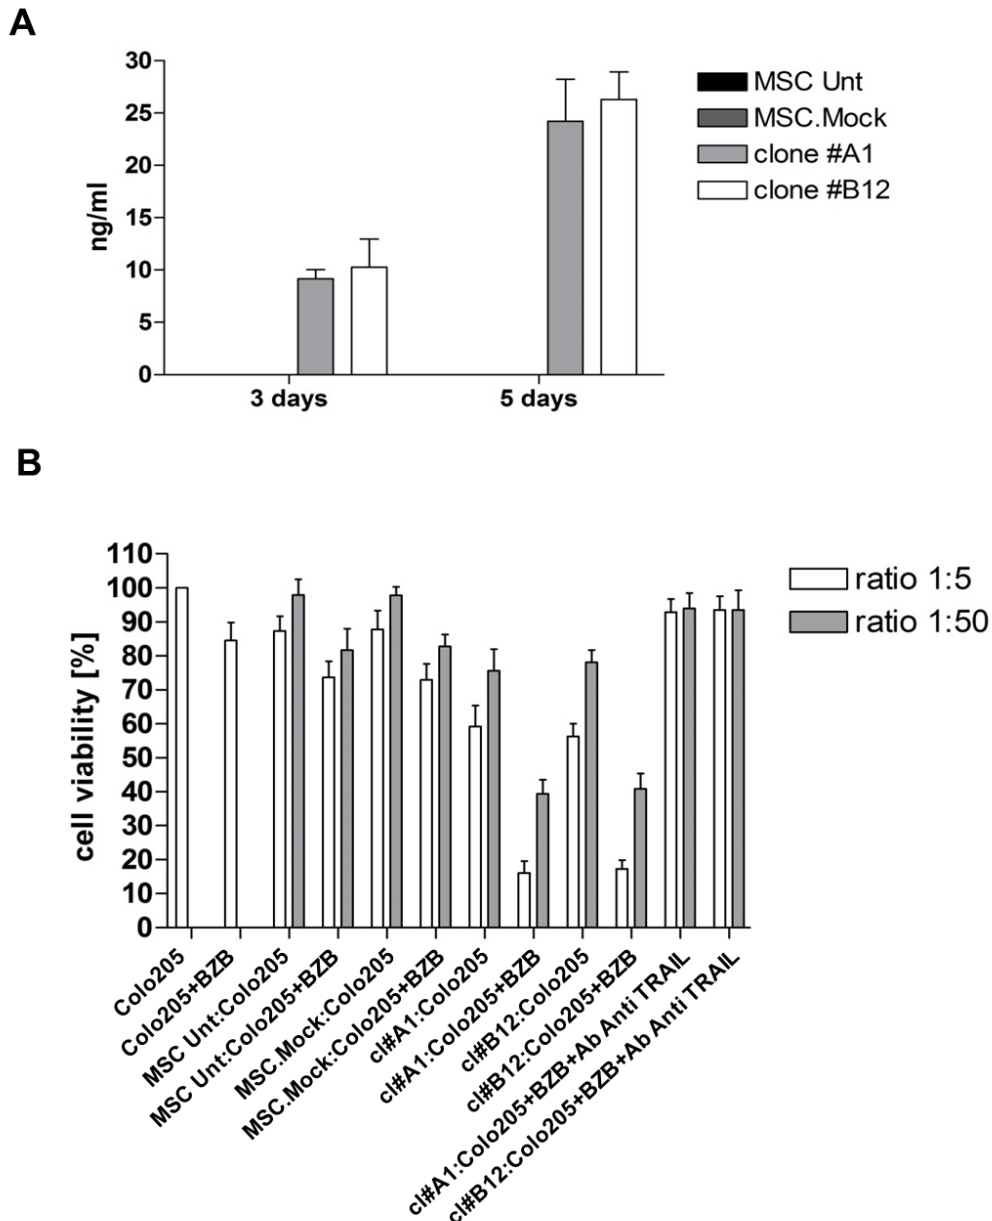 A
30
25
20
15
10
5
0
ng/ml
3 days
5 days
MSC Unt
MSC.Mock
clone #A1
clone #B12
B
110
100
90
80
70
60
50
40
30
20
10
0
cell viability [%]
ratio 1:5
ratio 1:50
Colo205
Colo205+BZB
MSC Unt:Colo205
MSC Unt:Colo205+BZB
MSC.Mock:Colo205
MSC.Mock:Colo205+BZB
cl#A1:Colo205
cl#A1:Colo205+BZB
cl#B12:Colo205
cl#B12:Colo205+BZB
cl#A1:Colo205+BZB+Ab Anti TRAIL
cl#B12:Colo205+BZB+Ab Anti TRAIL